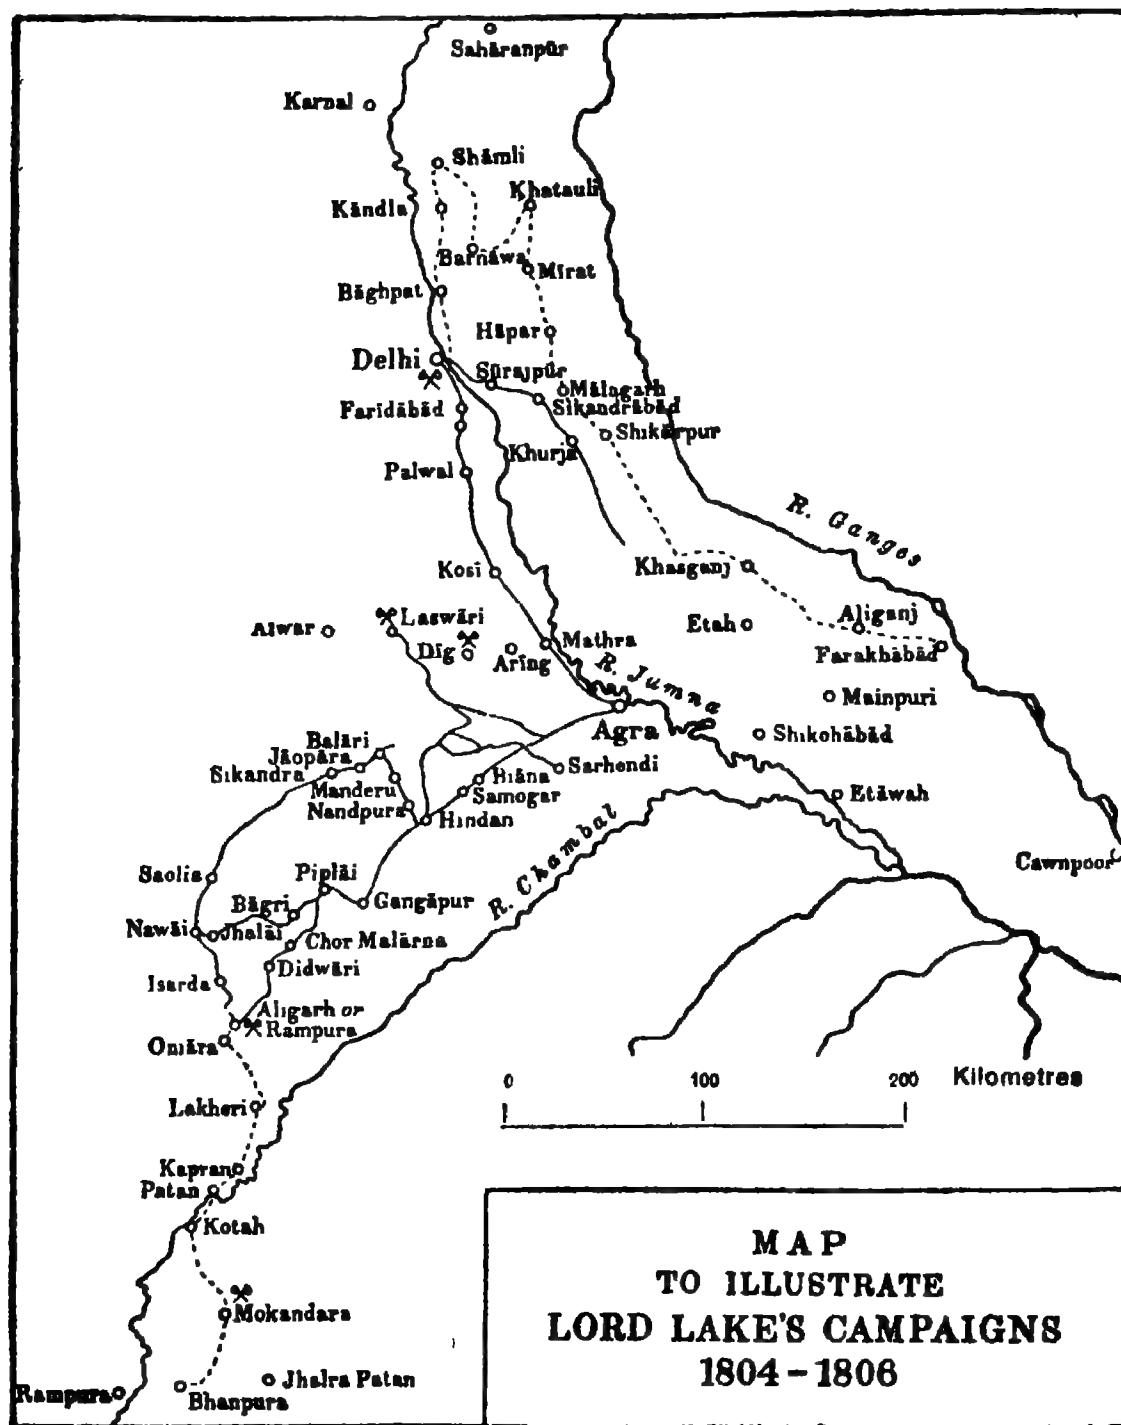 Sahāranpūr
Karnal
Shāmli
Khatauli
Kāndla
Barnāwa
Mīrat
Bāghpat
Hāpar
Delhi
Sūrajpūr
Mālagarh
Sikandrābād
Farīdābād
Shikārpur
Khurja
Palwal
R. Ganges
Kosī
Khasganj
Laswāri
Alwar
Dīg
Arīng
Mathra
Etah
Aliganj
Farakhābād
R. Jumna
Mainpuri
Agra
Shikohābād
Balāri
Jāopāra
Sikandra
Manderu
Nandpura
Biāna
Samogar
Sarhendi
Hindan
Etāwah
R. Chambal
Cawnpoor
Saolia
Piplāi
Bāgri
Gangāpur
Nawāi
Jhalāi
Chor Malārna
Didwāri
Isarda
Aligarh or
Rampura
Omāra
0 100 200 Kilometres
Lakheri
Kapran
Patan
Kotah
Mokandara
Rampura
Bhanpura
Jhalra Patan
MAP
TO ILLUSTRATE
LORD LAKE'S CAMPAIGNS
1804-1806